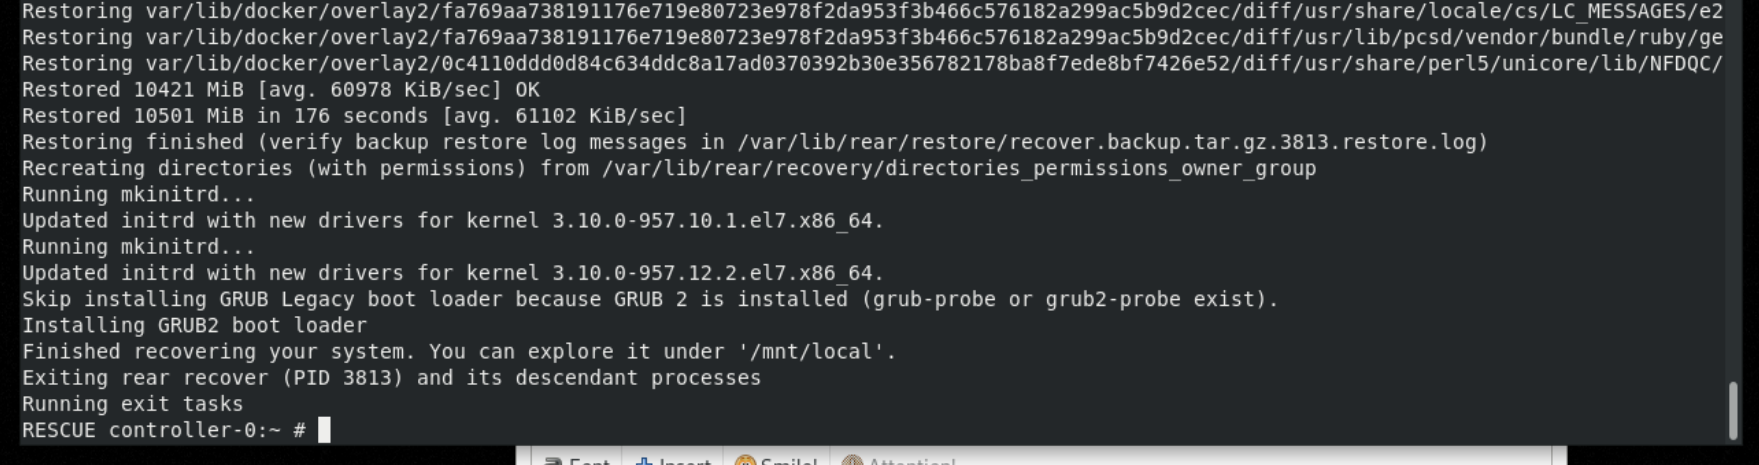 Restoring var/lib/docker/overlay2/fa769aa738191176e719e80723e978f2da953f3b466c576182a299ac5b9d2cec/diff/usr/share/locale/cs/LC_MESSAGES/e2
Restoring var/lib/docker/overlay2/fa769aa738191176e719e80723e978f2da953f3b466c576182a299ac5b9d2cec/diff/usr/lib/pcsd/vendor/bundle/ruby/ge
Restoring var/lib/docker/overlay2/0c4110ddd0d84c634ddc8a17ad0370392b30e356782178ba8f7ede8bf7426e52/diff/usr/share/perl5/unicore/lib/NFDQC/
Restored 10421 MiB [avg. 60978 KiB/sec] OK
Restored 10501 MiB in 176 seconds [avg. 61102 KiB/sec]
Restoring finished (verify backup restore log messages in /var/lib/rear/restore/recover.backup.tar.gz.3813.restore.log)
Recreating directories (with permissions) from /var/lib/rear/recovery/directories_permissions_owner_group
Running mkinitrd...
Updated initrd with new drivers for kernel 3.10.0-957.10.1.el7.x86_64.
Running mkinitrd...
Updated initrd with new drivers for kernel 3.10.0-957.12.2.el7.x86_64.
Skip installing GRUB Legacy boot loader because GRUB 2 is installed (grub-probe or grub2-probe exist).
Installing GRUB2 boot loader
Finished recovering your system. You can explore it under '/mnt/local'.
Exiting rear recover (PID 3813) and its descendant processes
Running exit tasks
RESCUE controller-0:~ #
Font Insert Smile! Attention!